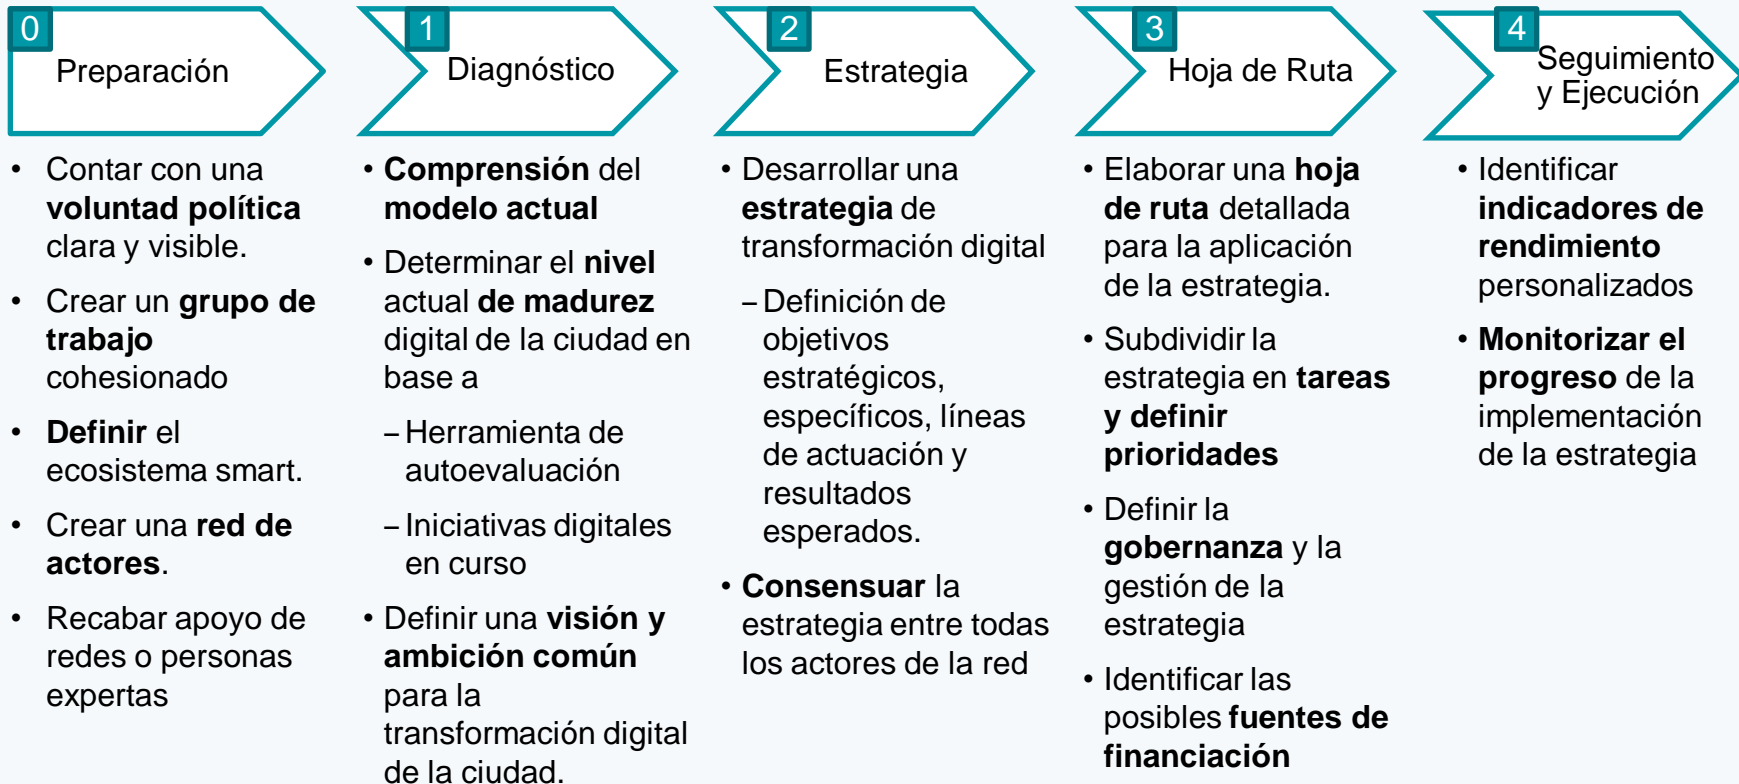 0
Preparación
• Contar con una
voluntad política
clara y visible.
• Crear un grupo de
trabajo
cohesionado
• Definir el
ecosistema smart.
• Crear una red de
actores.
• Recabar apoyo de
redes o personas
expertas
1
Diagnóstico
• Comprensión del
modelo actual
• Determinar el nivel
actual de madurez
digital de la ciudad en
base a
– Herramienta de
autoevaluación
– Iniciativas digitales
en curso
• Definir una visión y
ambición común
para la
transformación digital
de la ciudad.
2
Estrategia
• Desarrollar una
estrategia de
transformación digital
– Definición de
objetivos
estratégicos,
específicos, líneas
de actuación y
resultados
esperados.
• Consensuar la
estrategia entre todas
los actores de la red
3
Hoja de Ruta
• Elaborar una hoja
de ruta detallada
para la aplicación
de la estrategia.
• Subdividir la
estrategia en tareas
y definir
prioridades
• Definir la
gobernanza y la
gestión de la
estrategia
• Identificar las
posibles fuentes de
financiación
4
Seguimiento
y Ejecución
• Identificar
indicadores de
rendimiento
personalizados
• Monitorizar el
progreso de la
implementación
de la estrategia